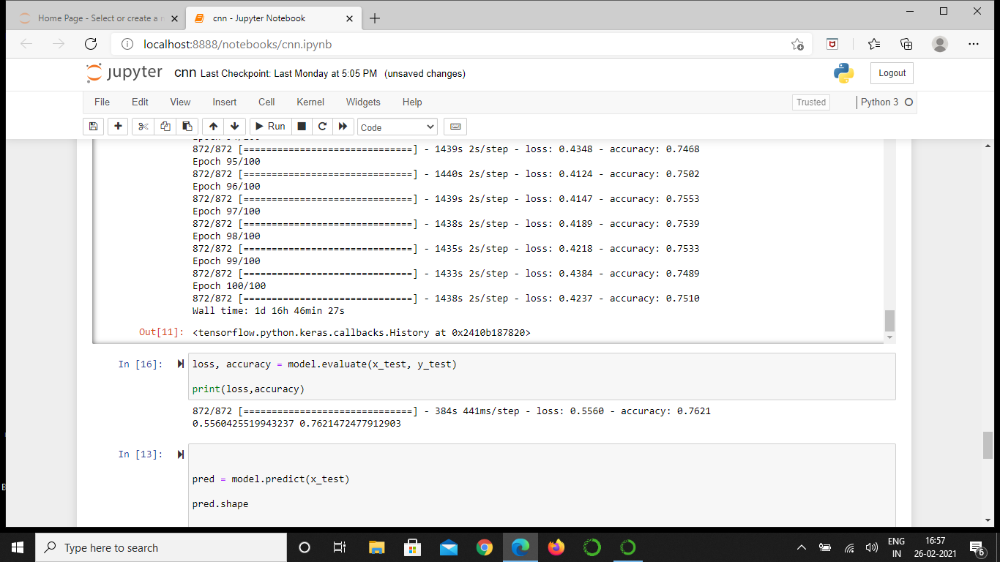 Home Page - Select or create a n
cnn - Jupyter Notebook
localhost:8888/notebooks/cnn.ipynb
jupyter cnn Last Checkpoint: Last Monday at 5:05 PM (unsaved changes)
Logout
File Edit View Insert Cell Kernel Widgets Help
Trusted
Python 3
Run
Code
872/872 [==============================] - 1439s 2s/step - loss: 0.4348 - accuracy: 0.7468
Epoch 95/100
872/872 [==============================] - 1440s 2s/step - loss: 0.4124 - accuracy: 0.7502
Epoch 96/100
872/872 [==============================] - 1439s 2s/step - loss: 0.4147 - accuracy: 0.7553
Epoch 97/100
872/872 [==============================] - 1438s 2s/step - loss: 0.4189 - accuracy: 0.7539
Epoch 98/100
872/872 [==============================] - 1435s 2s/step - loss: 0.4218 - accuracy: 0.7533
Epoch 99/100
872/872 [==============================] - 1433s 2s/step - loss: 0.4384 - accuracy: 0.7489
Epoch 100/100
872/872 [==============================] - 1438s 2s/step - loss: 0.4237 - accuracy: 0.7510
Wall time: 1d 16h 46min 27s
Out[11]: <tensorflow.python.keras.callbacks.History at 0x2410b187820>
In [16]: loss, accuracy = model.evaluate(x_test, y_test)
print(loss,accuracy)
872/872 [==============================] - 384s 441ms/step - loss: 0.5560 - accuracy: 0.7621
0.5560425519943237 0.7621472477912903
In [13]:
pred = model.predict(x_test)
pred.shape
Type here to search
ENG
IN
16:57
26-02-2021
6